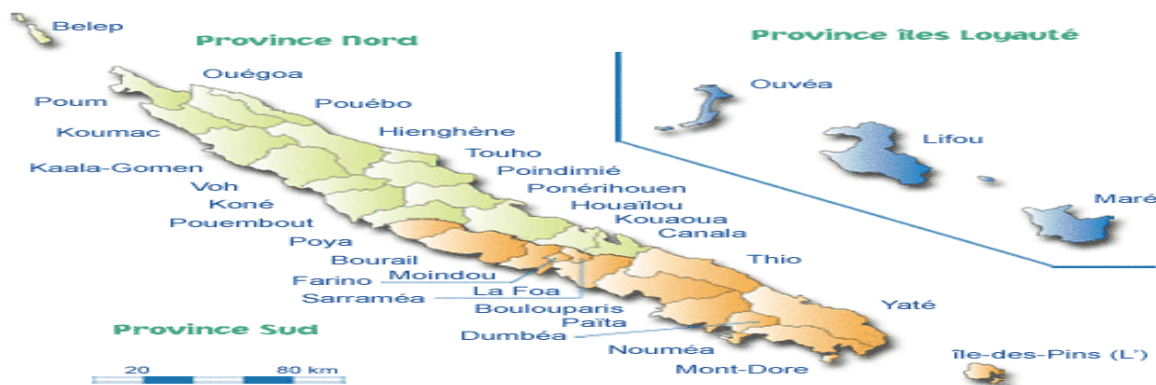 Belep
Province Nord
Province îles Loyauté
Ouégoa
Ouvéa
Poum
Pouébo
Koumac
Hienghène
Lifou
Touho
Kaala-Gomen
Poindimié
Voh
Ponérihouen
Maré
Koné
Houaïlou
Pouembout
Kouaoua
Canala
Poya
Bourail
Thio
Farino
Moindou
Sarraméa
La Foa
Boulouparis
Yaté
Païta
Province Sud
Dumbéa
Nouméa
île-des-Pins (L')
Mont-Dore
20 80 km